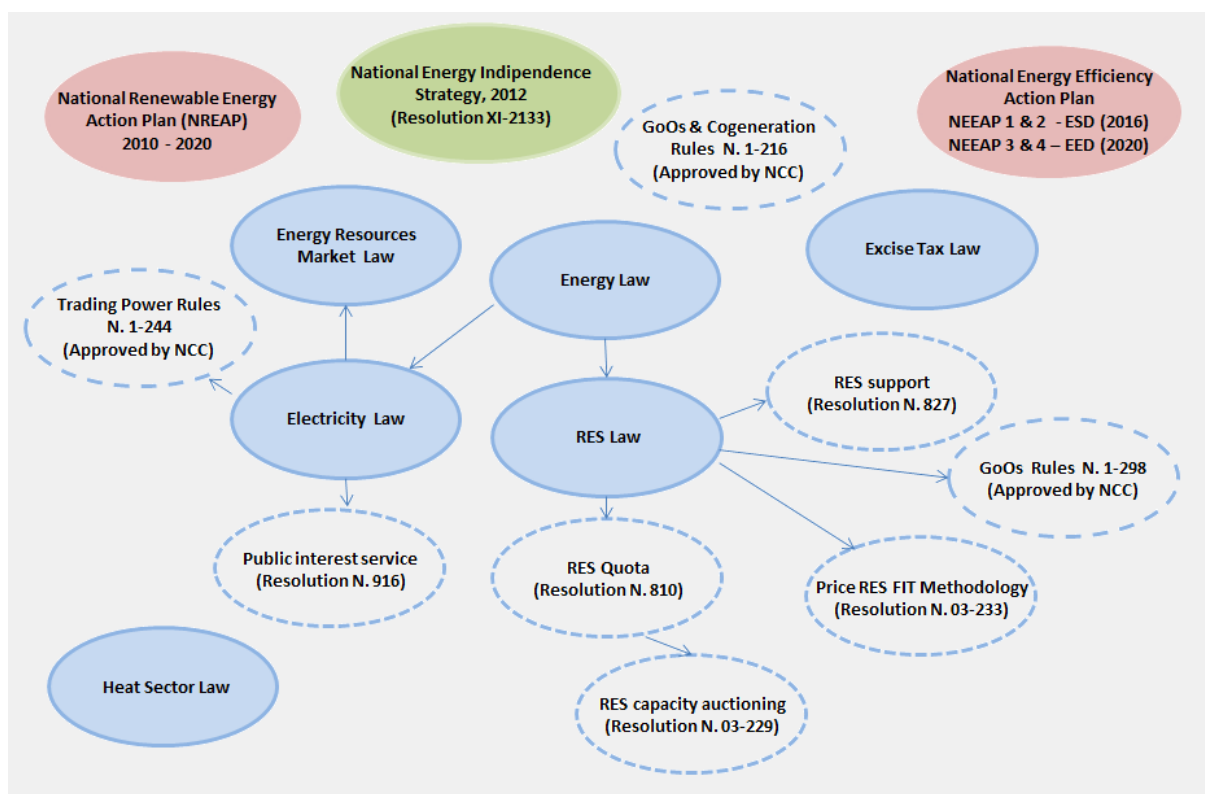 National Renewable Energy
Action Plan (NREAP)
2010 - 2020
National Energy Indipendence
Strategy, 2012
(Resolution XI-2133)
GoOs & Cogeneration
Rules N. 1-216
(Approved by NCC)
National Energy Efficiency
Action Plan
NEEAP 1 & 2 - ESD (2016)
NEEAP 3 & 4 – EED (2020)
Energy Resources
Market Law
Energy Law
Excise Tax Law
Trading Power Rules
N. 1-244
(Approved by NCC)
Electricity Law
RES Law
RES support
(Resolution N. 827)
GoOs Rules N. 1-298
(Approved by NCC)
Public interest service
(Resolution N. 916)
RES Quota
(Resolution N. 810)
Price RES FIT Methodology
(Resolution N. 03-233)
Heat Sector Law
RES capacity auctioning
(Resolution N. 03-229)